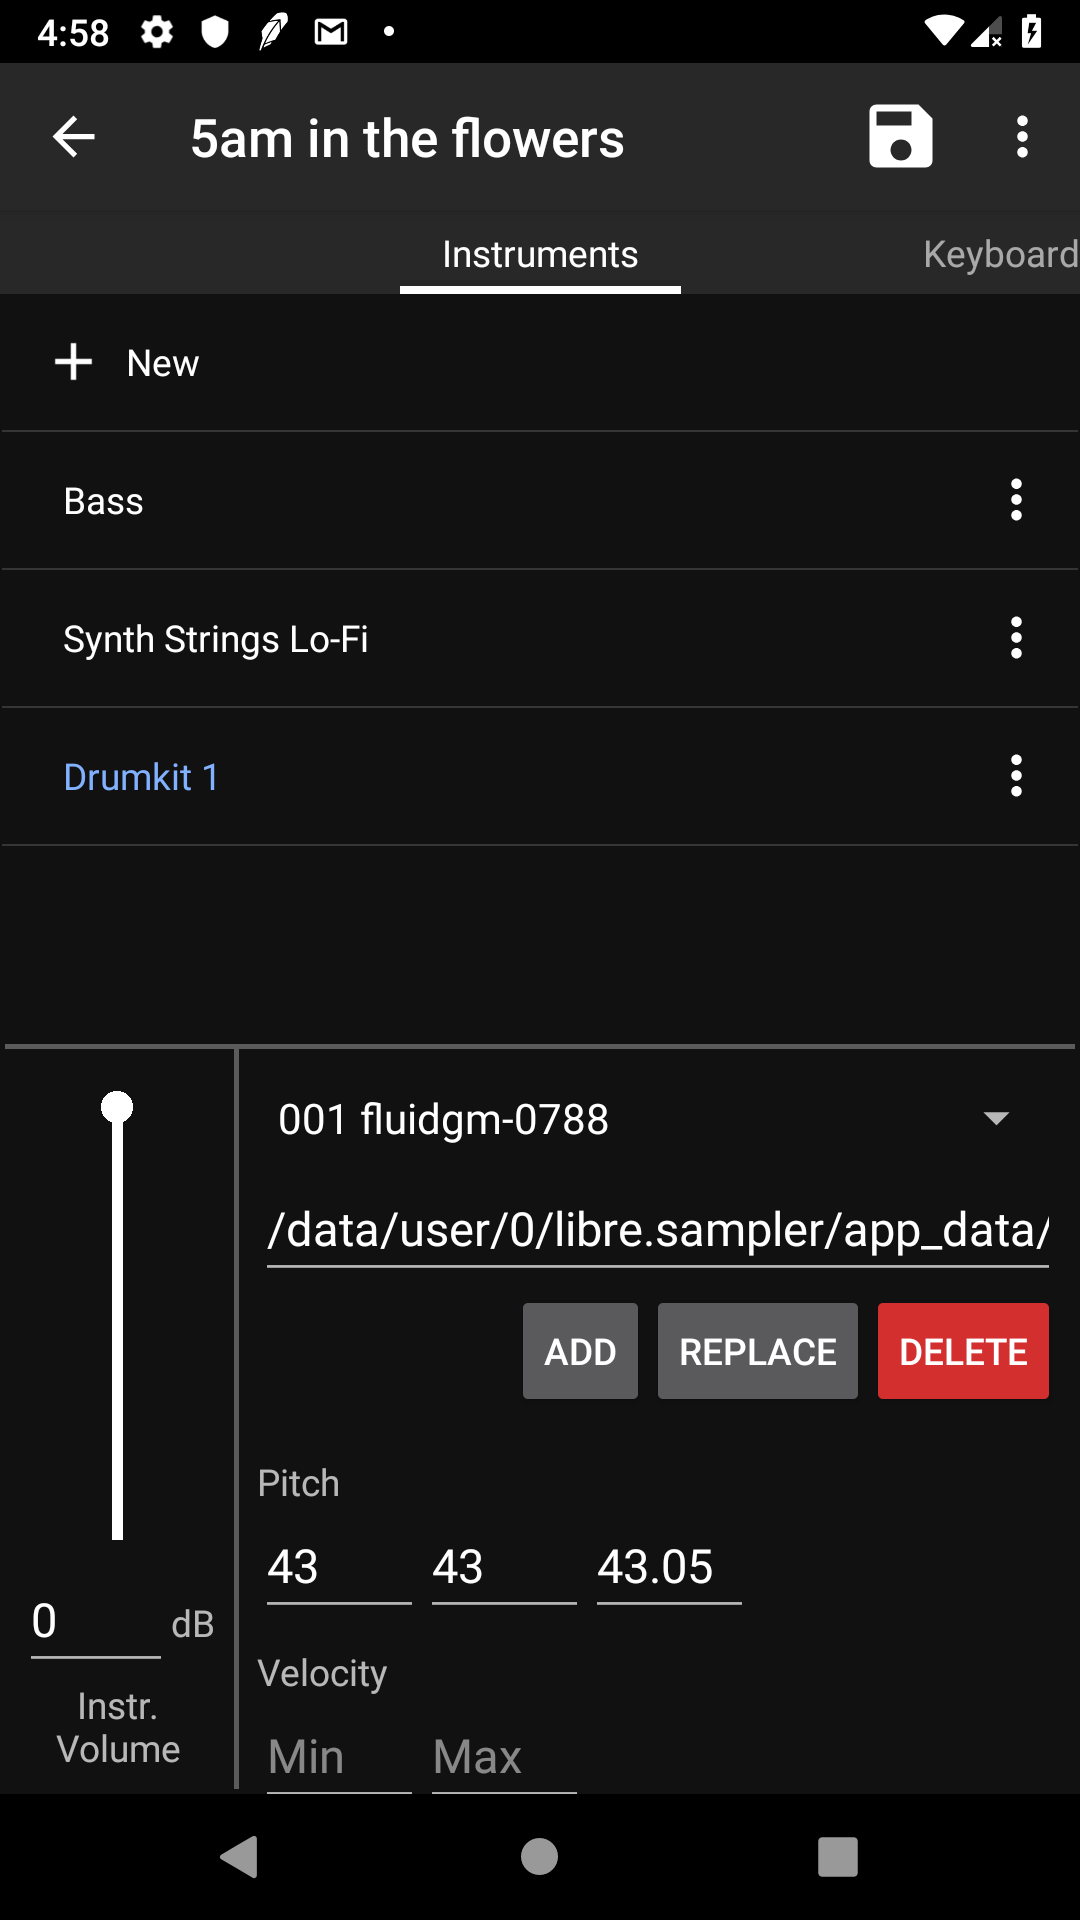 4:58
5am in the flowers
Instruments
Keyboard
New
Bass
Synth Strings Lo-Fi
Drumkit 1
001 fluidgm-0788
/data/user/0/libre.sampler/app_data/
ADD
REPLACE
DELETE
Pitch
43
43
43.05
0
dB
Instr.
Volume
Velocity
Min
Max